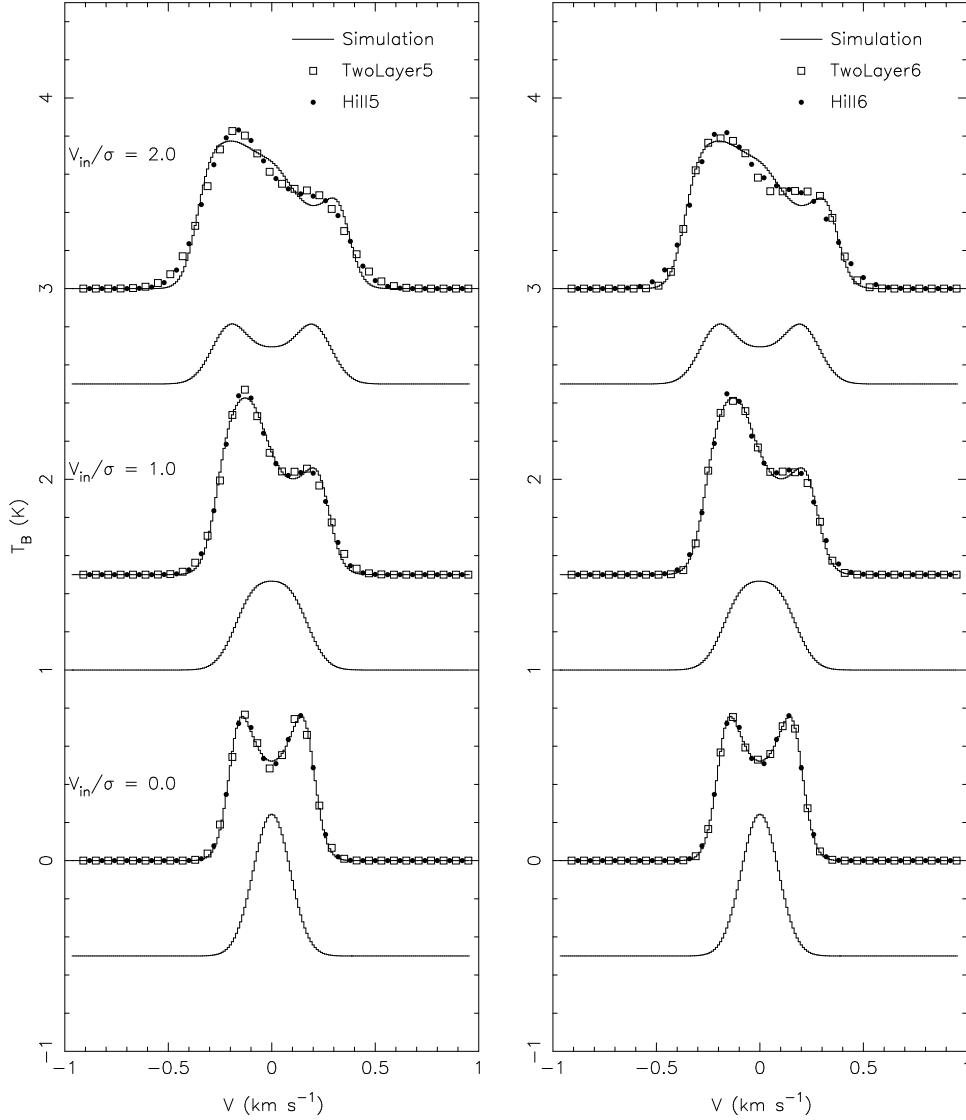 Simulation
TwoLayer5
Hill5
V_in/σ = 2.0
V_in/σ = 1.0
V_in/σ = 0.0
T_B (K)
4
3
2
1
0
−1
−1
−0.5
0
0.5
1
V (km s⁻¹)
Simulation
TwoLayer6
Hill6
4
3
2
1
0
−1
−1
−0.5
0
0.5
1
V (km s⁻¹)